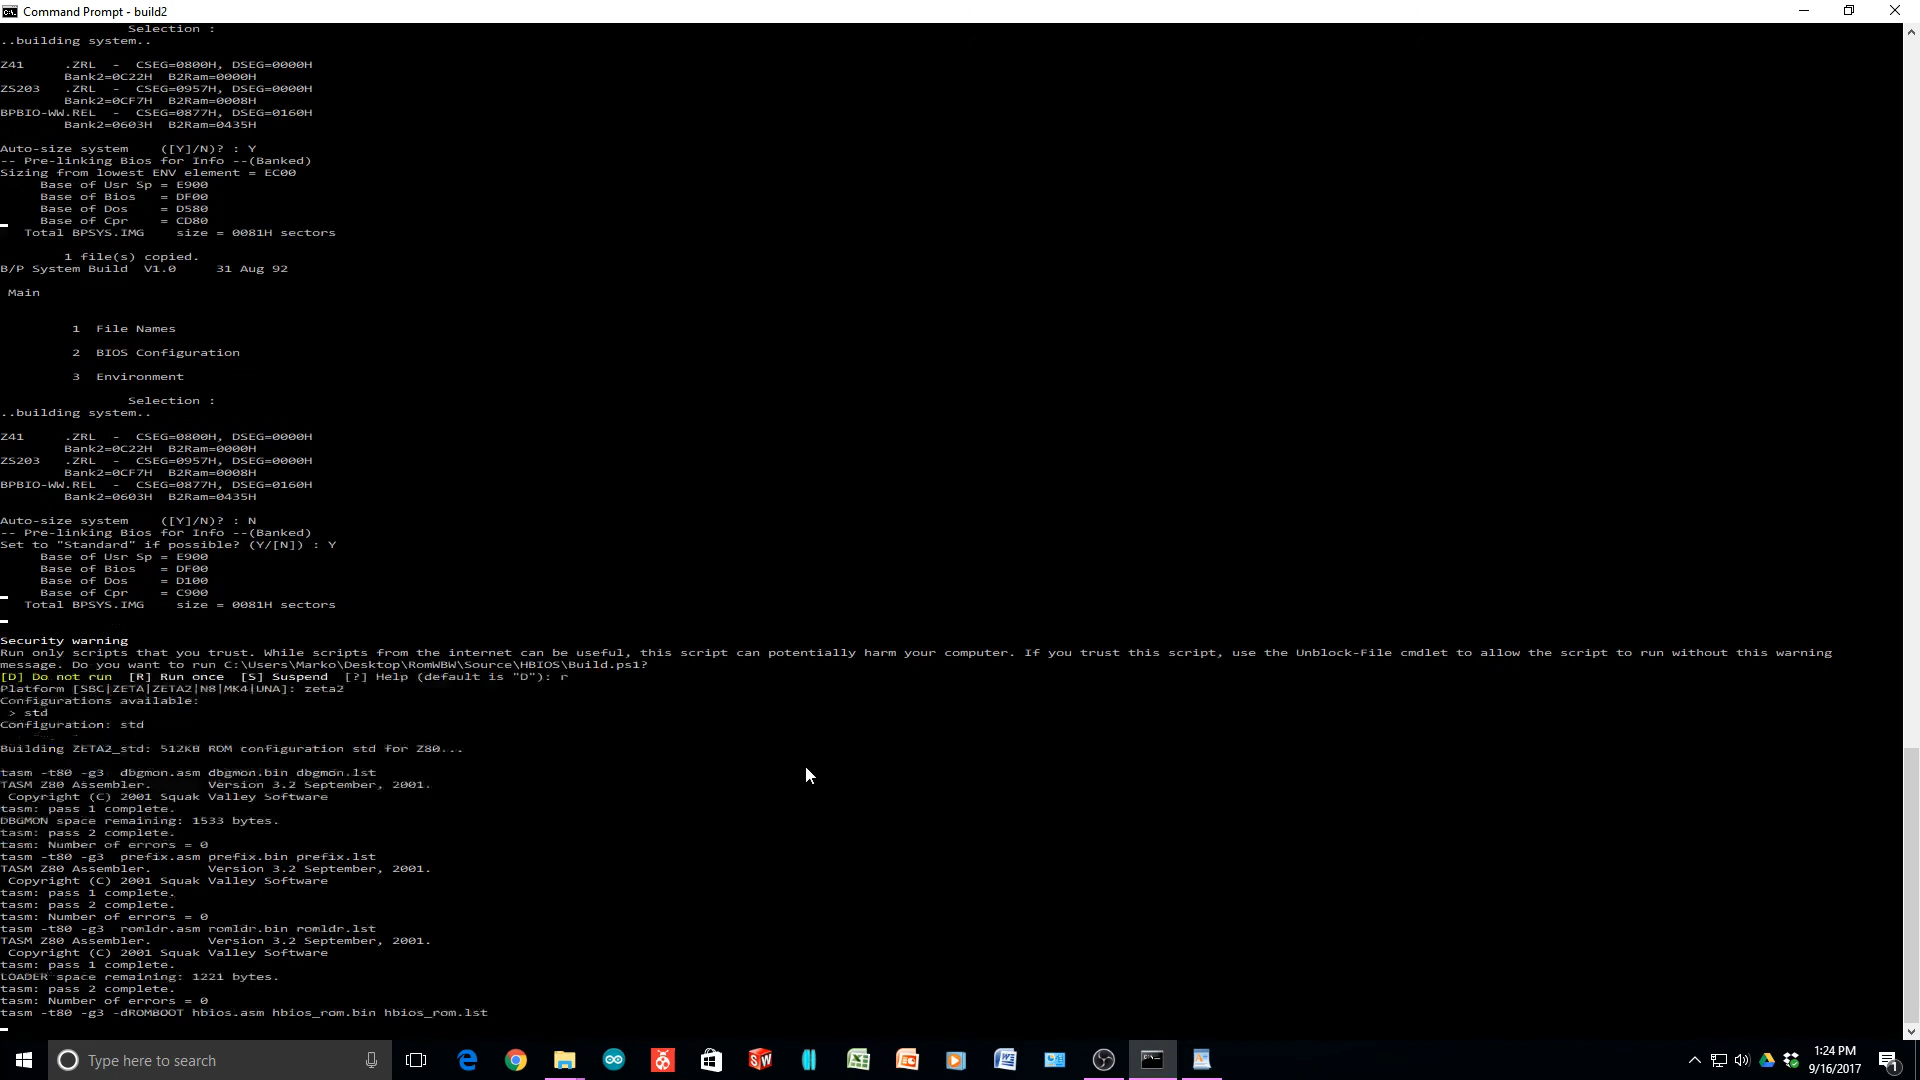 Command Prompt - build2
Selection :
..building system..
Z41     .ZRL  -  CSEG=0800H, DSEG=0000H
Bank2=0C22H  B2Ram=0000H
ZS203   .ZRL  -  CSEG=0957H, DSEG=0000H
Bank2=0CF7H  B2Ram=0008H
BPBIO-WW.REL  -  CSEG=0877H, DSEG=0160H
Bank2=0603H  B2Ram=0435H
Auto-size system    ([Y]/N)? : Y
-- Pre-linking Bios for Info --(Banked)
Sizing from lowest ENV element = EC00
Base of Usr Sp = E900
Base of Bios   = DF00
Base of Dos    = D580
Base of Cpr    = CD80
Total BPSYS.IMG    size = 0081H sectors
1 file(s) copied.
B/P System Build  V1.0     31 Aug 92
Main
1  File Names
2  BIOS Configuration
3  Environment
Selection :
..building system..
Z41     .ZRL  -  CSEG=0800H, DSEG=0000H
Bank2=0C22H  B2Ram=0000H
ZS203   .ZRL  -  CSEG=0957H, DSEG=0000H
Bank2=0CF7H  B2Ram=0008H
BPBIO-WW.REL  -  CSEG=0877H, DSEG=0160H
Bank2=0603H  B2Ram=0435H
Auto-size system    ([Y]/N)? : N
-- Pre-linking Bios for Info --(Banked)
Set to "Standard" if possible? (Y/[N]) : Y
Base of Usr Sp = E900
Base of Bios   = DF00
Base of Dos    = D100
Base of Cpr    = C900
Total BPSYS.IMG    size = 0081H sectors
Security warning
Run only scripts that you trust. While scripts from the internet can be useful, this script can potentially harm your computer. If you trust this script, use the Unblock-File cmdlet to allow the script to run without this warning
message. Do you want to run C:\Users\Marko\Desktop\RomWBW\Source\HBIOS\Build.ps1?
[D] Do not run  [R] Run once  [S] Suspend  [?] Help (default is "D"): r
Platform [SBC|ZETA|ZETA2|N8|MK4|UNA]: zeta2
Configurations available:
> std
Configuration: std
Building ZETA2_std: 512KB ROM configuration std for Z80...
tasm -t80 -g3  dbgmon.asm dbgmon.bin dbgmon.lst
TASM Z80 Assembler.       Version 3.2 September, 2001.
Copyright (C) 2001 Squak Valley Software
tasm: pass 1 complete.
DBGMON space remaining: 1533 bytes.
tasm: pass 2 complete.
tasm: Number of errors = 0
tasm -t80 -g3  prefix.asm prefix.bin prefix.lst
TASM Z80 Assembler.       Version 3.2 September, 2001.
Copyright (C) 2001 Squak Valley Software
tasm: pass 1 complete.
tasm: pass 2 complete.
tasm: Number of errors = 0
tasm -t80 -g3  romldr.asm romldr.bin romldr.lst
TASM Z80 Assembler.       Version 3.2 September, 2001.
Copyright (C) 2001 Squak Valley Software
tasm: pass 1 complete.
LOADER space remaining: 1221 bytes.
tasm: pass 2 complete.
tasm: Number of errors = 0
tasm -t80 -g3 -dROMBOOT hbios.asm hbios_rom.bin hbios_rom.lst
Type here to search
1:24 PM
9/16/2017